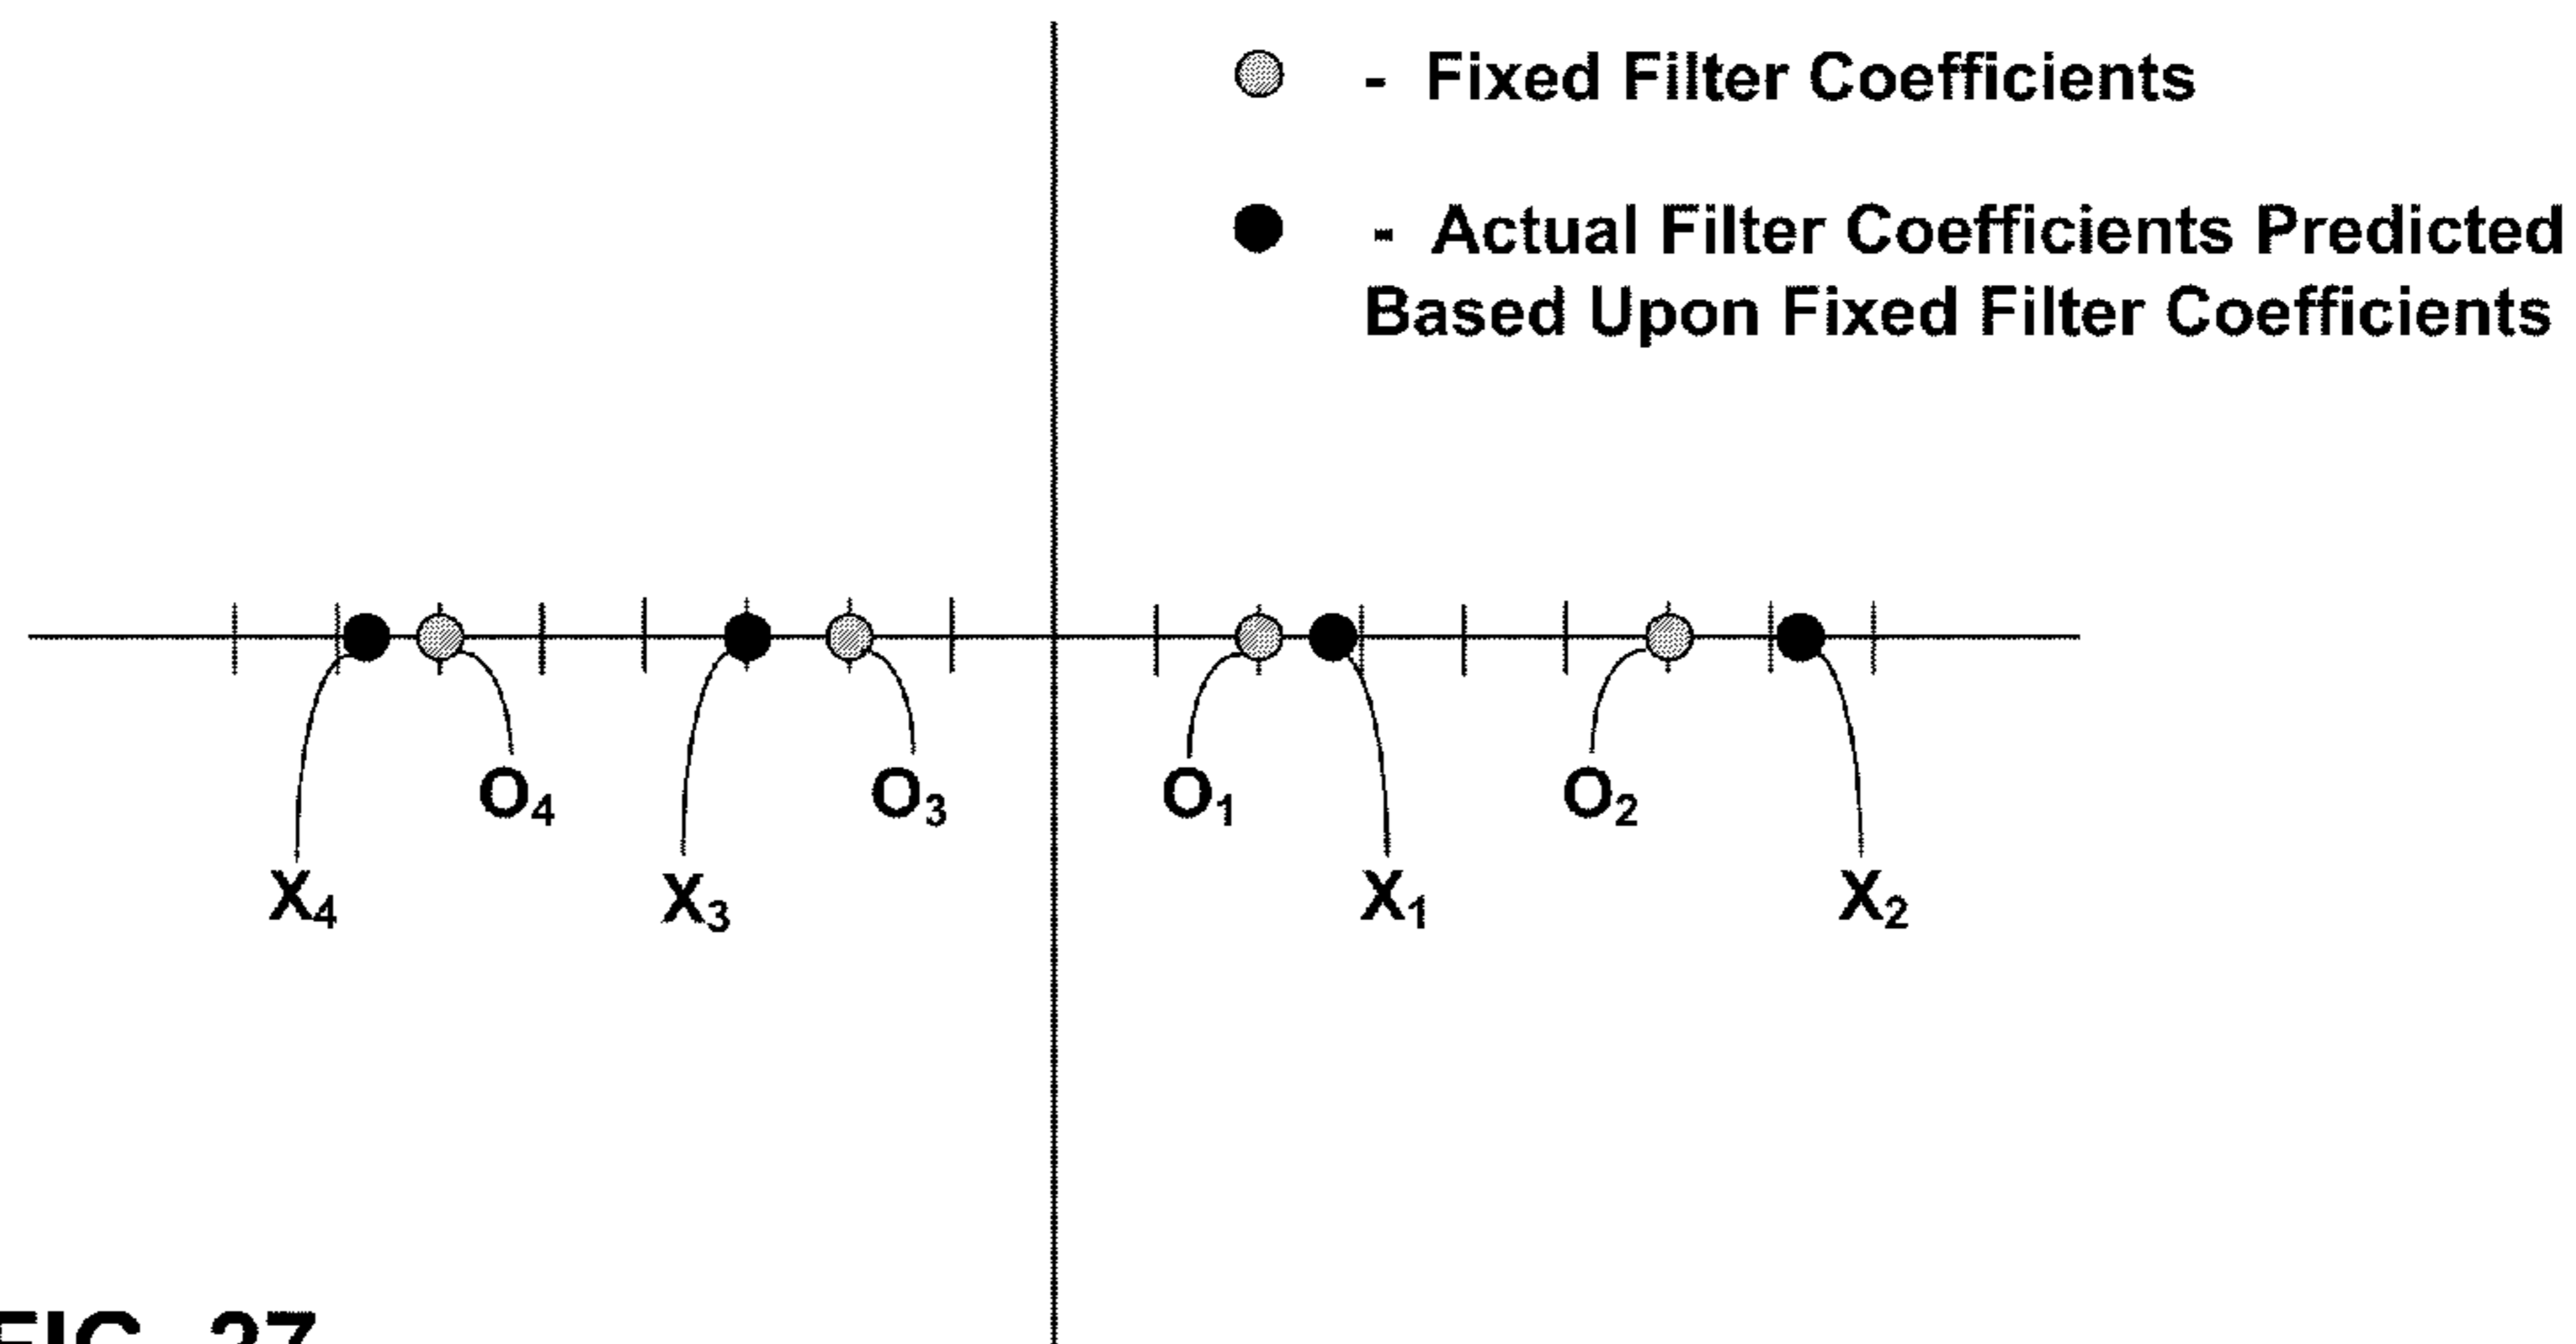 - Fixed Filter Coefficients
- Actual Filter Coefficients Predicted
Based Upon Fixed Filter Coefficients
O4 O3 O1 O2
X4 X3 X1 X2
FIG. 27